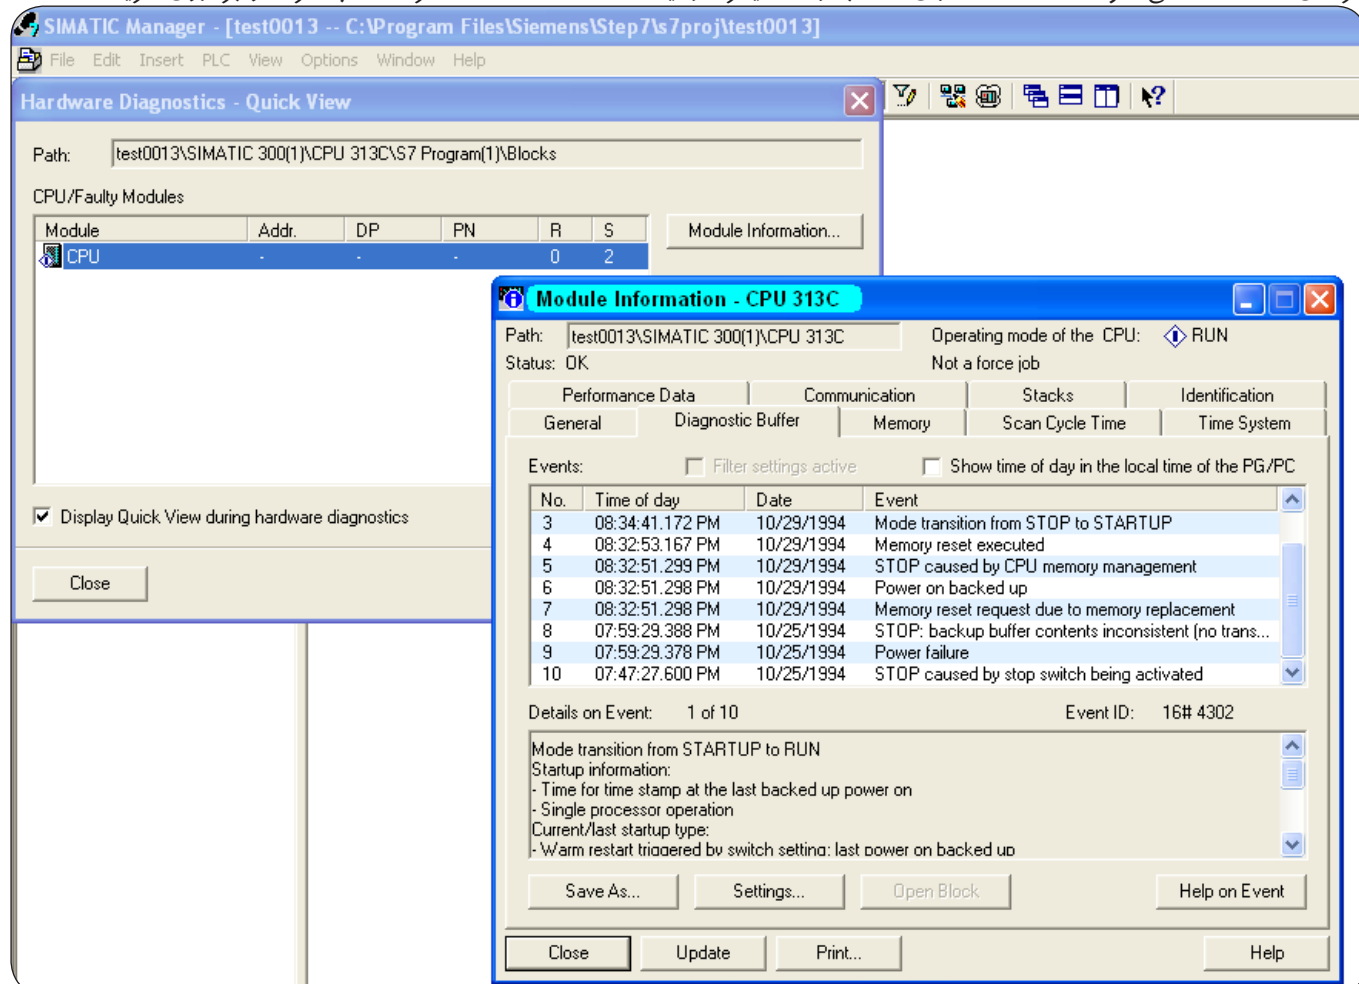 SIMATIC Manager - [test0013 -- C:\Program Files\Siemens\Step7\s7proj\test0013]
File Edit Insert PLC View Options Window Help
Hardware Diagnostics - Quick View
Path: test0013\SIMATIC 300(1)\CPU 313C\S7 Program(1)\Blocks
CPU/Faulty Modules
Module Addr. DP PN R S
CPU - - - 0 2
Module Information...
Display Quick View during hardware diagnostics
Close
Module Information - CPU 313C
Path: test0013\SIMATIC 300(1)\CPU 313C Operating mode of the CPU: RUN
Status: OK Not a force job
Performance Data Communication Stacks Identification
General Diagnostic Buffer Memory Scan Cycle Time Time System
Events: Filter settings active Show time of day in the local time of the PG/PC
No. Time of day Date Event
3 08:34:41.172 PM 10/29/1994 Mode transition from STOP to STARTUP
4 08:32:53.167 PM 10/29/1994 Memory reset executed
5 08:32:51.299 PM 10/29/1994 STOP caused by CPU memory management
6 08:32:51.298 PM 10/29/1994 Power on backed up
7 08:32:51.298 PM 10/29/1994 Memory reset request due to memory replacement
8 07:59:29.388 PM 10/25/1994 STOP: backup buffer contents inconsistent (no trans...
9 07:59:29.378 PM 10/25/1994 Power failure
10 07:47:27.600 PM 10/25/1994 STOP caused by stop switch being activated
Details on Event: 1 of 10 Event ID: 16# 4302
Mode transition from STARTUP to RUN
Startup information:
- Time for time stamp at the last backed up power on
- Single processor operation
Current/last startup type:
- Warm restart triggered by switch setting; last power on backed up
Save As... Settings... Open Block Help on Event
Close Update Print... Help